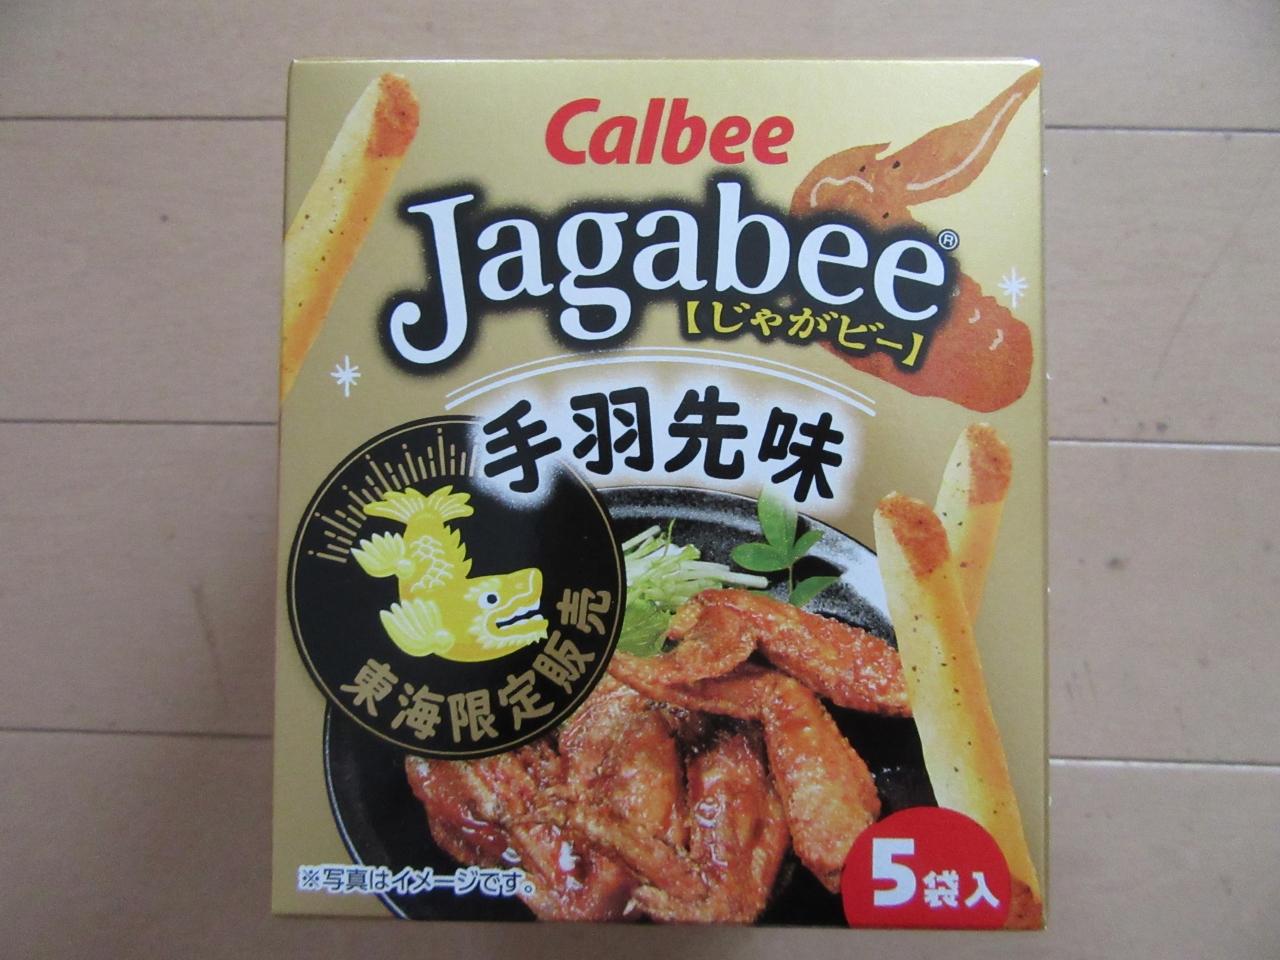 Calbee
Jagabee®
【じゃがビー】
手羽先味
東海限定販売
※写真はイメージです。
5袋入